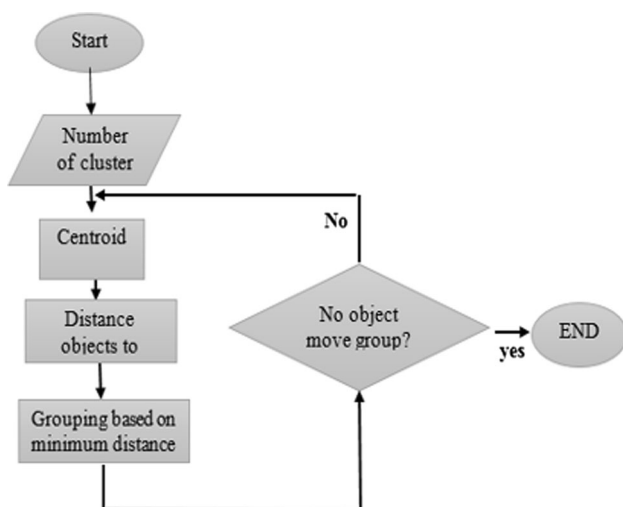 Start
Number
of cluster
Centroid
Distance
objects to
Grouping based on
minimum distance
No object
move group?
No
yes
END